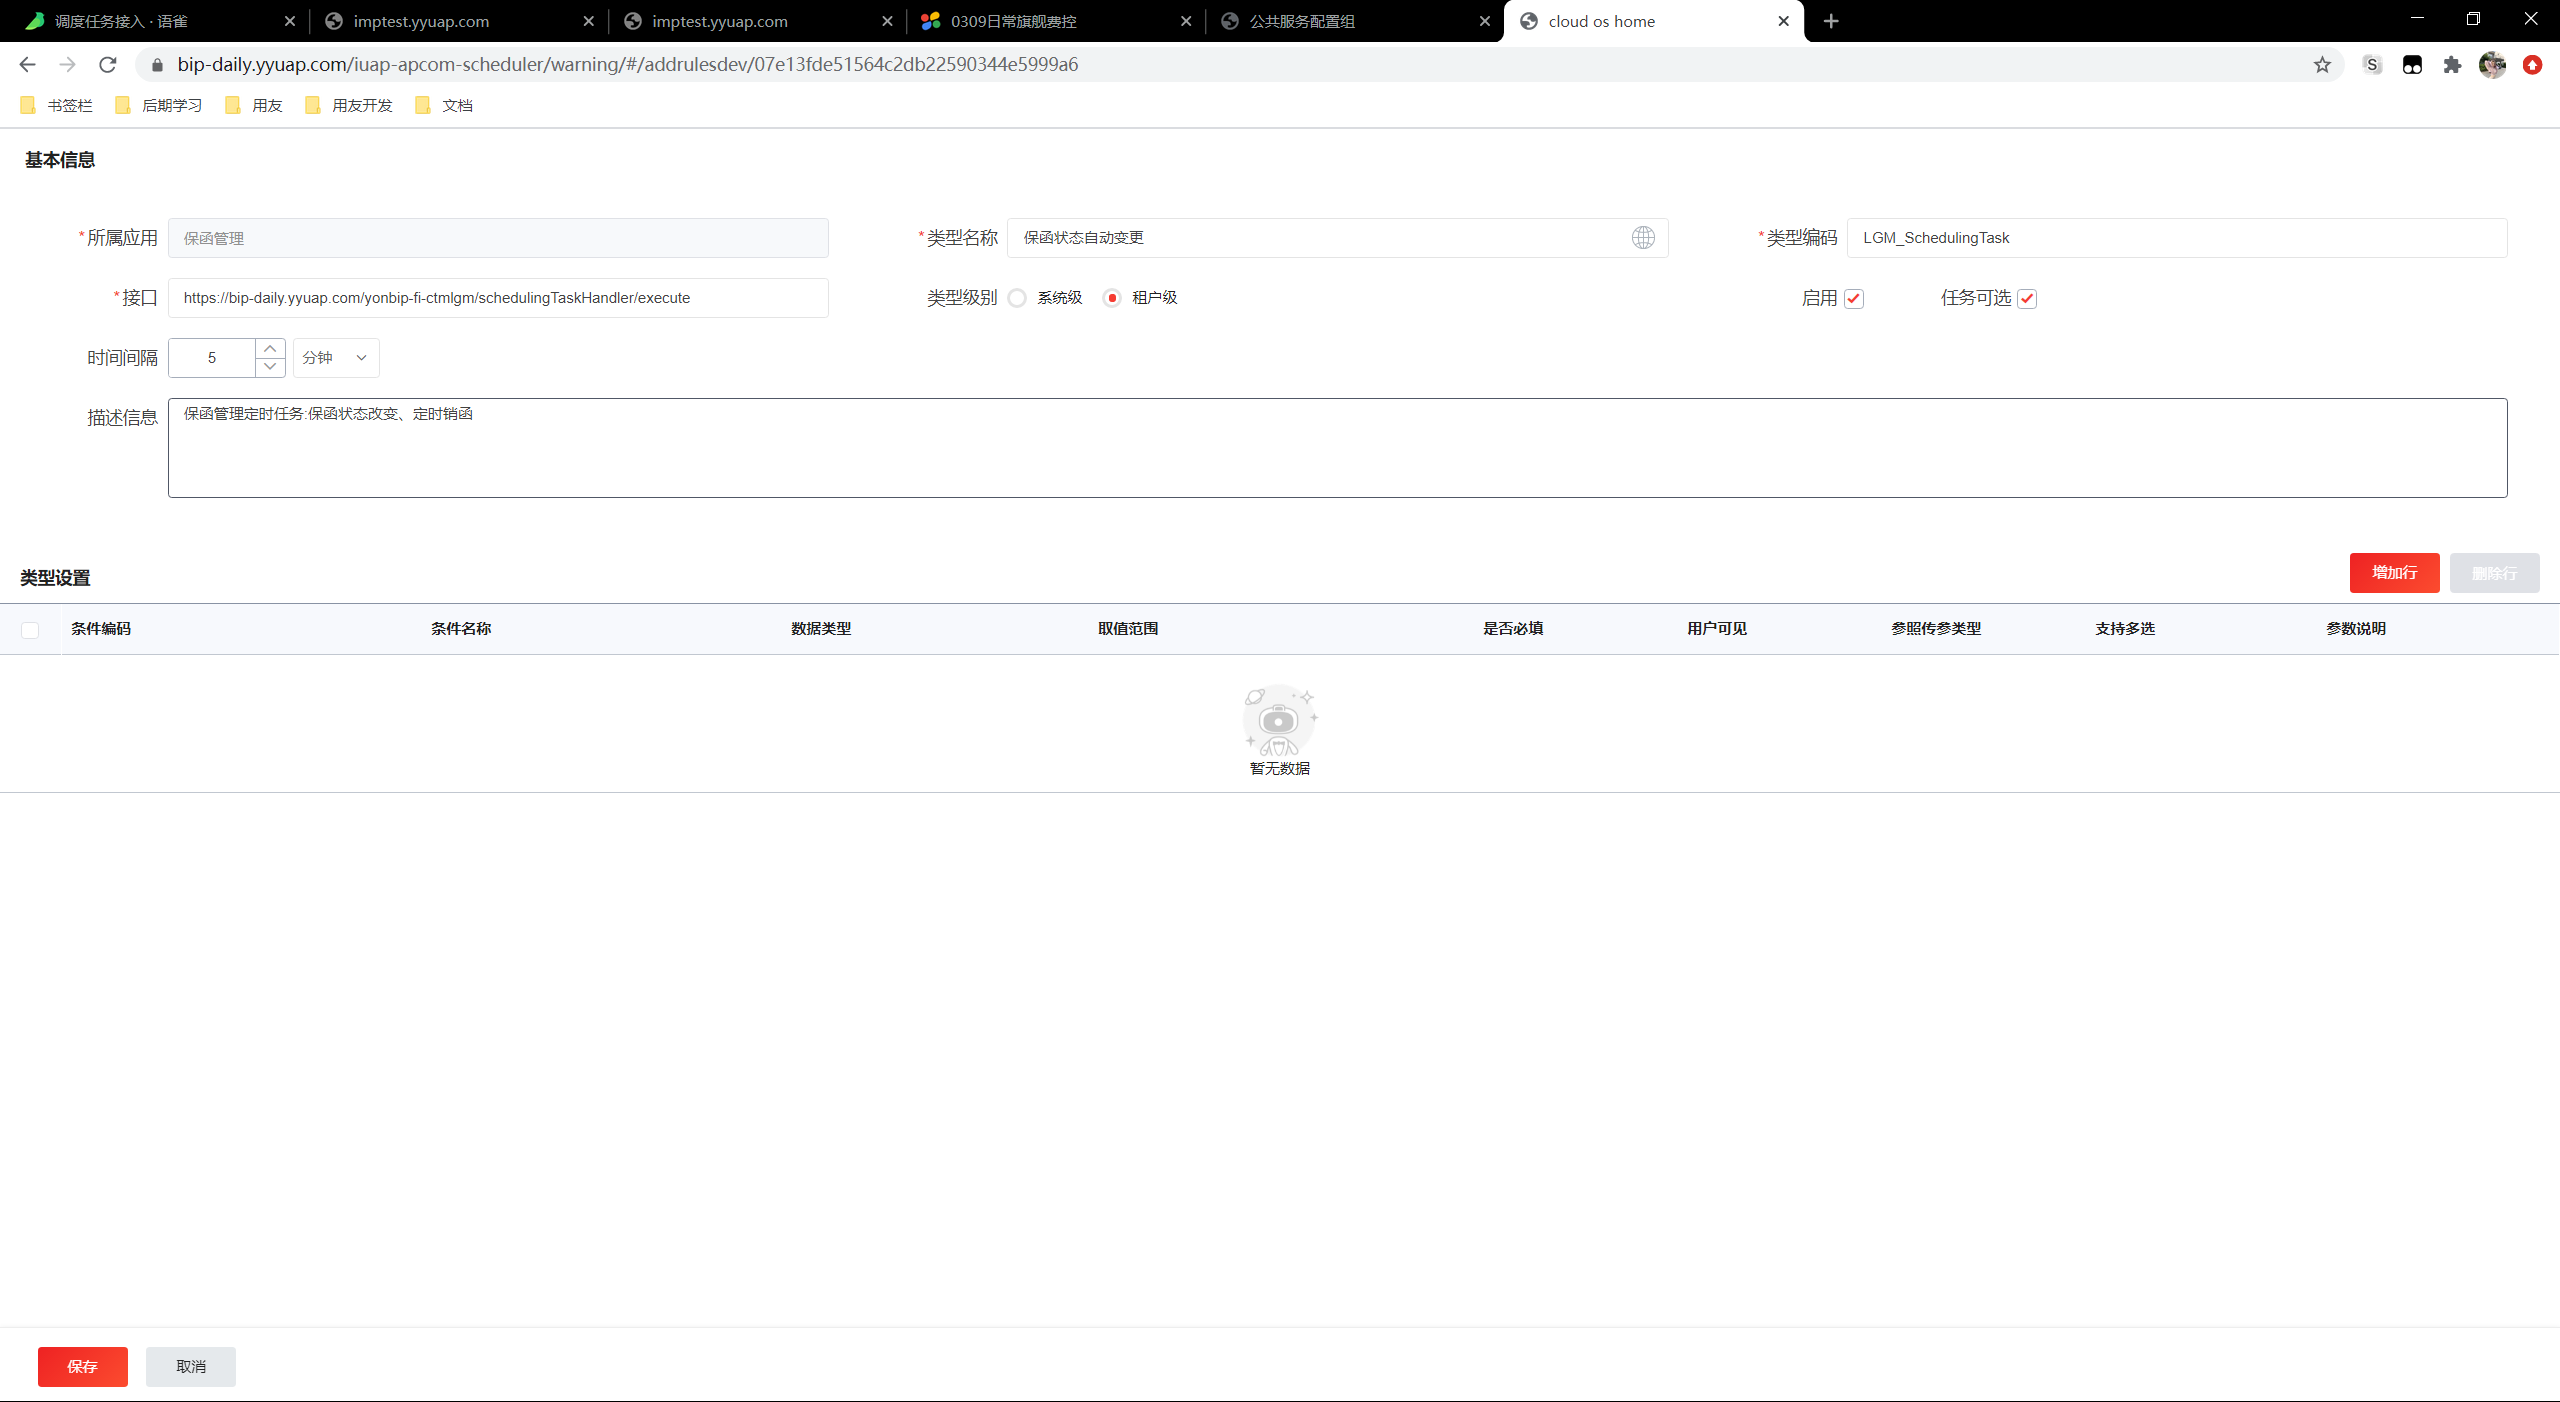 调度任务接入 · 语雀
imptest.yyuap.com
imptest.yyuap.com
0309日常旗舰费控
公共服务配置组
cloud os home
bip-daily.yyuap.com/iuap-apcom-scheduler/warning/#/addrulesdev/07e13fde51564c2db22590344e5999a6
S
书签栏
后期学习
用友
用友开发
文档
基本信息
*所属应用 保函管理
*类型名称 保函状态自动变更
*类型编码 LGM_SchedulingTask
*接口 https://bip-daily.yyuap.com/yonbip-fi-ctmlgm/schedulingTaskHandler/execute
类型级别 系统级 租户级
启用 任务可选
时间间隔 5 分钟
描述信息 保函管理定时任务:保函状态改变、定时销函
类型设置
增加行 删除行
条件编码 条件名称 数据类型 取值范围 是否必填 用户可见 参照传参类型 支持多选 参数说明
暂无数据
保存 取消